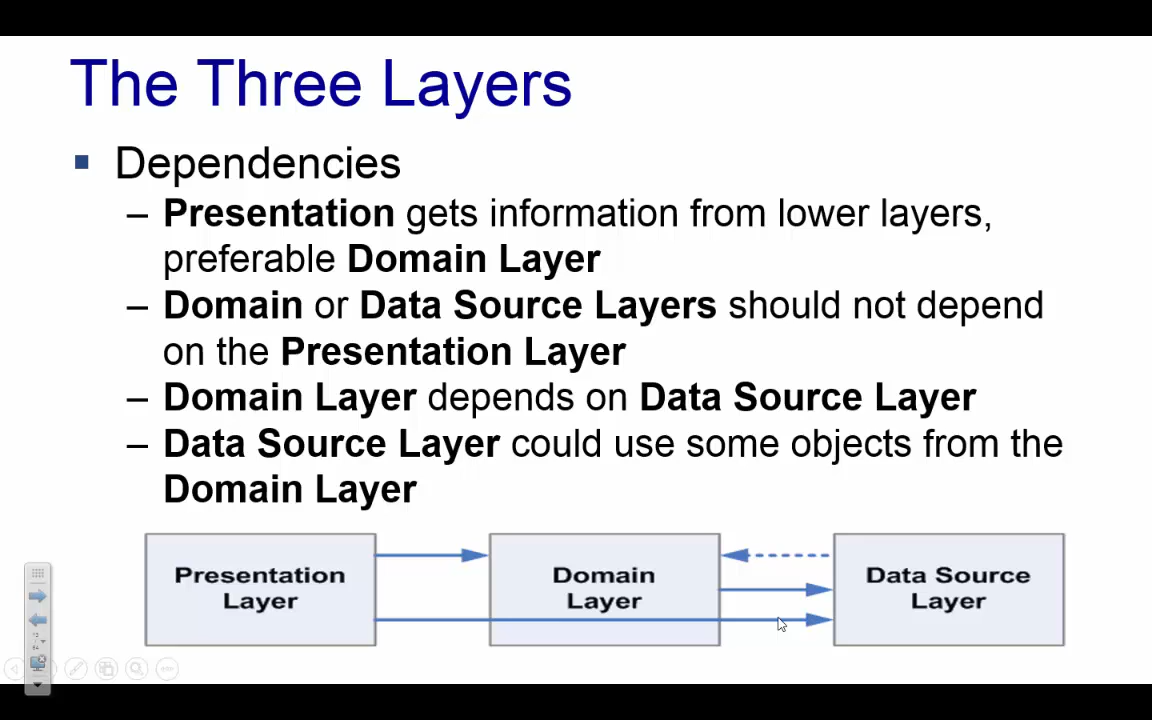 The Three Layers
▪ Dependencies
– Presentation gets information from lower layers,
preferable Domain Layer
– Domain or Data Source Layers should not depend
on the Presentation Layer
– Domain Layer depends on Data Source Layer
– Data Source Layer could use some objects from the
Domain Layer
Presentation
Layer
Domain
Layer
Data Source
Layer